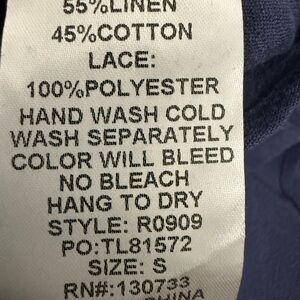 55%LINEN
45%COTTON
LACE:
100%POLYESTER
HAND WASH COLD
WASH SEPARATELY
COLOR WILL BLEED
NO BLEACH
HANG TO DRY
STYLE: R0909
PO:TL81572
SIZE: S
RN#:130733
CHINA